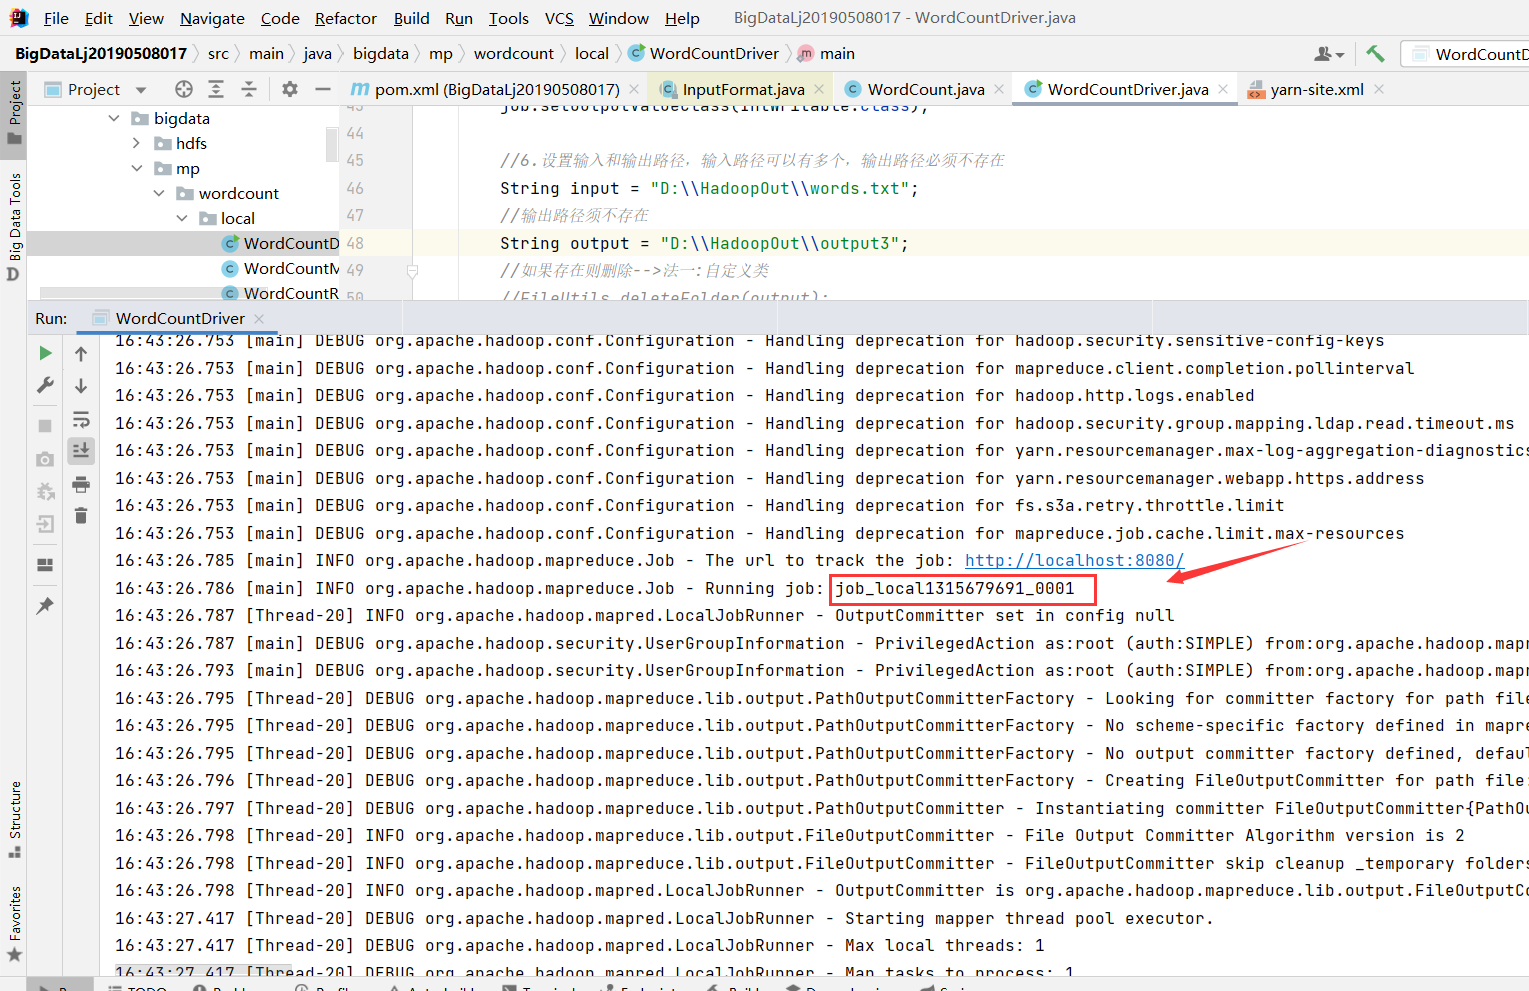 File Edit View Navigate Code Refactor Build Run Tools VCS Window Help BigDataLj20190508017 - WordCountDriver.java
BigDataLj20190508017 src main java bigdata mp wordcount local WordCountDriver main WordCountD
Project pom.xml (BigDataLj20190508017) InputFormat.java WordCount.java WordCountDriver.java yarn-site.xml
Project
Big Data Tools
Structure
Favorites
bigdata
hdfs
mp
wordcount
local
WordCountD
WordCountM
WordCountR
43 job.setOutputValueClass(IntWritable.class);
44
45 //6.设置输入和输出路径，输入路径可以有多个，输出路径必须不存在
46 String input = "D:\\HadoopOut\\words.txt";
47 //输出路径须不存在
48 String output = "D:\\HadoopOut\\output3";
49 //如果存在则删除-->法一:自定义类
50 //FileUtils.deleteFolder(output);
Run: WordCountDriver
16:43:26.753 [main] DEBUG org.apache.hadoop.conf.Configuration - Handling deprecation for hadoop.security.sensitive-config-keys
16:43:26.753 [main] DEBUG org.apache.hadoop.conf.Configuration - Handling deprecation for mapreduce.client.completion.pollinterval
16:43:26.753 [main] DEBUG org.apache.hadoop.conf.Configuration - Handling deprecation for hadoop.http.logs.enabled
16:43:26.753 [main] DEBUG org.apache.hadoop.conf.Configuration - Handling deprecation for hadoop.security.group.mapping.ldap.read.timeout.ms
16:43:26.753 [main] DEBUG org.apache.hadoop.conf.Configuration - Handling deprecation for yarn.resourcemanager.max-log-aggregation-diagnostics
16:43:26.753 [main] DEBUG org.apache.hadoop.conf.Configuration - Handling deprecation for yarn.resourcemanager.webapp.https.address
16:43:26.753 [main] DEBUG org.apache.hadoop.conf.Configuration - Handling deprecation for fs.s3a.retry.throttle.limit
16:43:26.753 [main] DEBUG org.apache.hadoop.conf.Configuration - Handling deprecation for mapreduce.job.cache.limit.max-resources
16:43:26.785 [main] INFO org.apache.hadoop.mapreduce.Job - The url to track the job: http://localhost:8080/
16:43:26.786 [main] INFO org.apache.hadoop.mapreduce.Job - Running job: job_local1315679691_0001
16:43:26.787 [Thread-20] INFO org.apache.hadoop.mapred.LocalJobRunner - OutputCommitter set in config null
16:43:26.787 [main] DEBUG org.apache.hadoop.security.UserGroupInformation - PrivilegedAction as:root (auth:SIMPLE) from:org.apache.hadoop.mapr
16:43:26.793 [main] DEBUG org.apache.hadoop.security.UserGroupInformation - PrivilegedAction as:root (auth:SIMPLE) from:org.apache.hadoop.mapr
16:43:26.795 [Thread-20] DEBUG org.apache.hadoop.mapreduce.lib.output.PathOutputCommitterFactory - Looking for committer factory for path file
16:43:26.795 [Thread-20] DEBUG org.apache.hadoop.mapreduce.lib.output.PathOutputCommitterFactory - No scheme-specific factory defined in mapre
16:43:26.795 [Thread-20] DEBUG org.apache.hadoop.mapreduce.lib.output.PathOutputCommitterFactory - No output committer factory defined, defau
16:43:26.796 [Thread-20] DEBUG org.apache.hadoop.mapreduce.lib.output.PathOutputCommitterFactory - Creating FileOutputCommitter for path file:
16:43:26.797 [Thread-20] DEBUG org.apache.hadoop.mapreduce.lib.output.PathOutputCommitter - Instantiating committer FileOutputCommitter{PathOu
16:43:26.798 [Thread-20] INFO org.apache.hadoop.mapreduce.lib.output.FileOutputCommitter - File Output Committer Algorithm version is 2
16:43:26.798 [Thread-20] INFO org.apache.hadoop.mapreduce.lib.output.FileOutputCommitter - FileOutputCommitter skip cleanup _temporary folders
16:43:26.798 [Thread-20] INFO org.apache.hadoop.mapred.LocalJobRunner - OutputCommitter is org.apache.hadoop.mapreduce.lib.output.FileOutputCo
16:43:27.417 [Thread-20] DEBUG org.apache.hadoop.mapred.LocalJobRunner - Starting mapper thread pool executor.
16:43:27.417 [Thread-20] DEBUG org.apache.hadoop.mapred.LocalJobRunner - Max local threads: 1
16:43:27.417 [Thread-20] DEBUG org.apache.hadoop.mapred.LocalJobRunner - Map tasks to process: 1
TODO